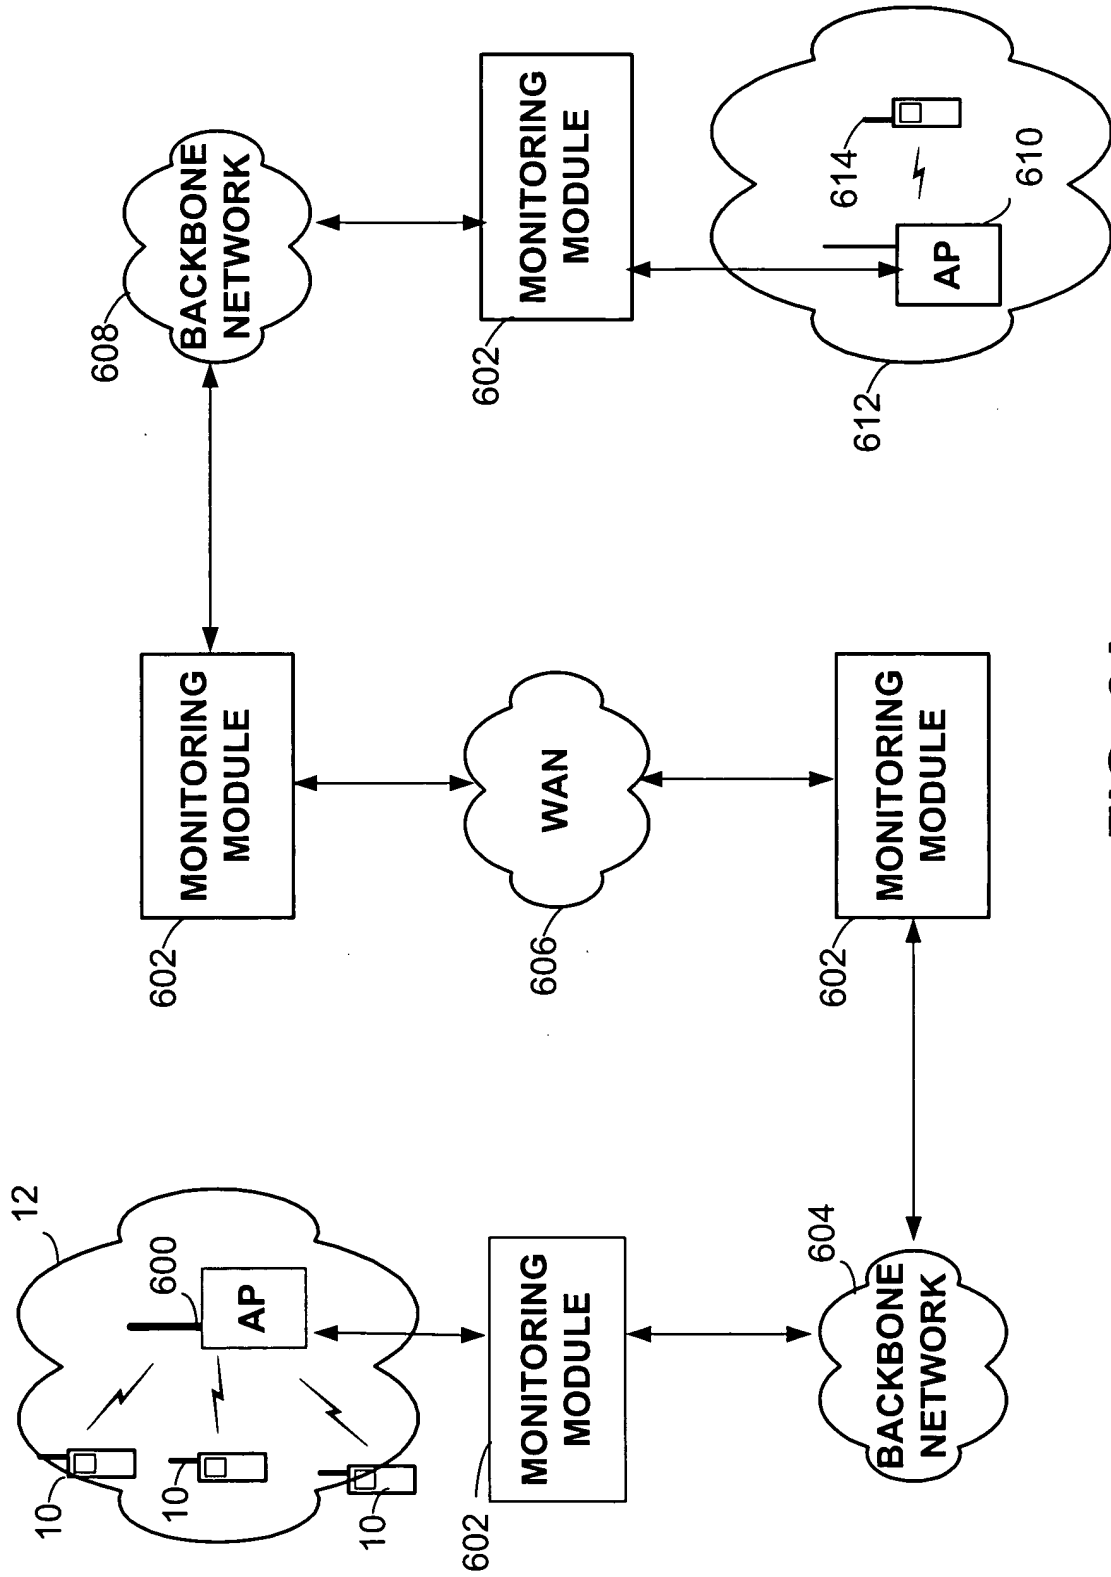 12
10
10
10
600
AP
602
MONITORING
MODULE
604
BACKBONE
NETWORK
602
MONITORING
MODULE
606
WAN
602
MONITORING
MODULE
608
BACKBONE
NETWORK
602
MONITORING
MODULE
612
614
AP
610